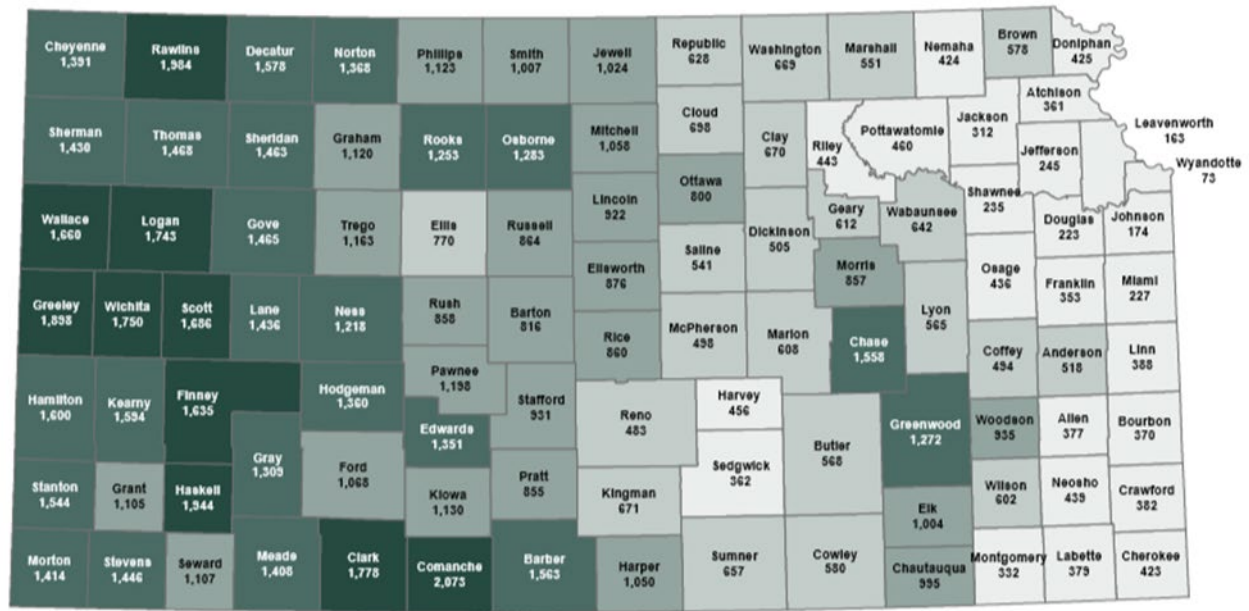 Cheyenne
1,391
Rawlins
1,984
Decatur
1,578
Norton
1,368
Phillips
1,123
Smith
1,007
Jewell
1,024
Republic
628
Washington
669
Marshall
551
Nemaha
424
Brown
578
Doniphan
425
Atchison
361
Sherman
1,430
Thomas
1,468
Sheridan
1,463
Graham
1,120
Rooks
1,253
Osborne
1,283
Mitchell
1,058
Cloud
698
Clay
670
Riley
443
Pottawatomie
460
Jackson
312
Jefferson
245
Leavenworth
163
Wyandotte
73
Wallace
1,660
Logan
1,743
Gove
1,465
Trego
1,163
Ellis
770
Russell
864
Lincoln
922
Ottawa
800
Saline
541
Dickinson
505
Geary
612
Wabaunsee
642
Shawnee
235
Douglas
223
Johnson
174
Ellsworth
876
Morris
857
Osage
436
Franklin
353
Miami
227
Greeley
1,898
Wichita
1,750
Scott
1,686
Lane
1,436
Ness
1,218
Rush
858
Barton
816
Rice
860
McPherson
498
Marion
608
Chase
1,558
Lyon
565
Coffey
494
Anderson
518
Linn
388
Hamilton
1,600
Kearny
1,594
Finney
1,635
Hodgeman
1,360
Pawnee
1,198
Stafford
931
Edwards
1,351
Reno
483
Harvey
456
Butler
568
Greenwood
1,272
Woodson
935
Allen
377
Bourbon
370
Gray
1,309
Ford
1,068
Sedgwick
362
Stanton
1,544
Grant
1,105
Haskell
1,944
Kiowa
1,130
Pratt
855
Kingman
671
Elk
1,004
Wilson
602
Neosho
439
Crawford
382
Morton
1,414
Stevens
1,446
Seward
1,107
Meade
1,408
Clark
1,778
Comanche
2,073
Barber
1,563
Harper
1,050
Sumner
657
Cowley
580
Chautauqua
995
Montgomery
332
Labette
379
Cherokee
423